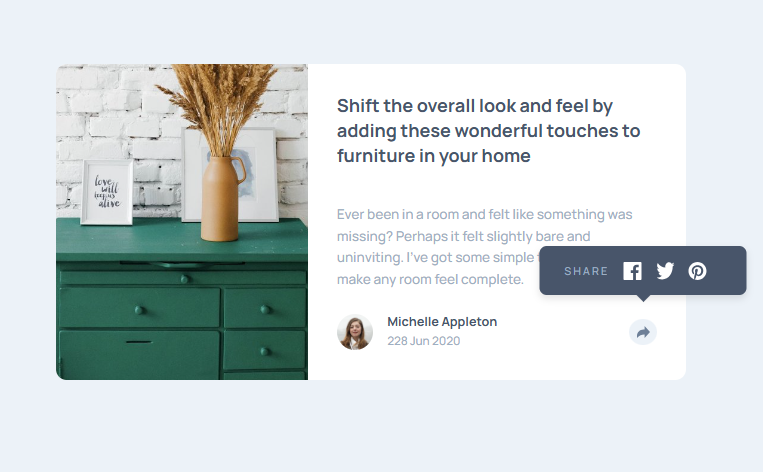 Shift the overall look and feel by
adding these wonderful touches to
furniture in your home
Ever been in a room and felt like something was
missing? Perhaps it felt slightly bare and
uninviting. I've got some simple
make any room feel complete.
SHARE
Michelle Appleton
228 Jun 2020
love
will
keep us
alive